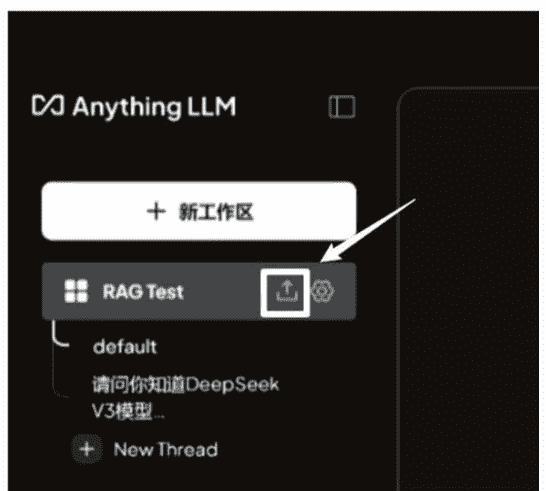 Anything LLM
+ 新工作区
RAG Test
default
请问你知道DeepSeek
V3模型...
+ New Thread